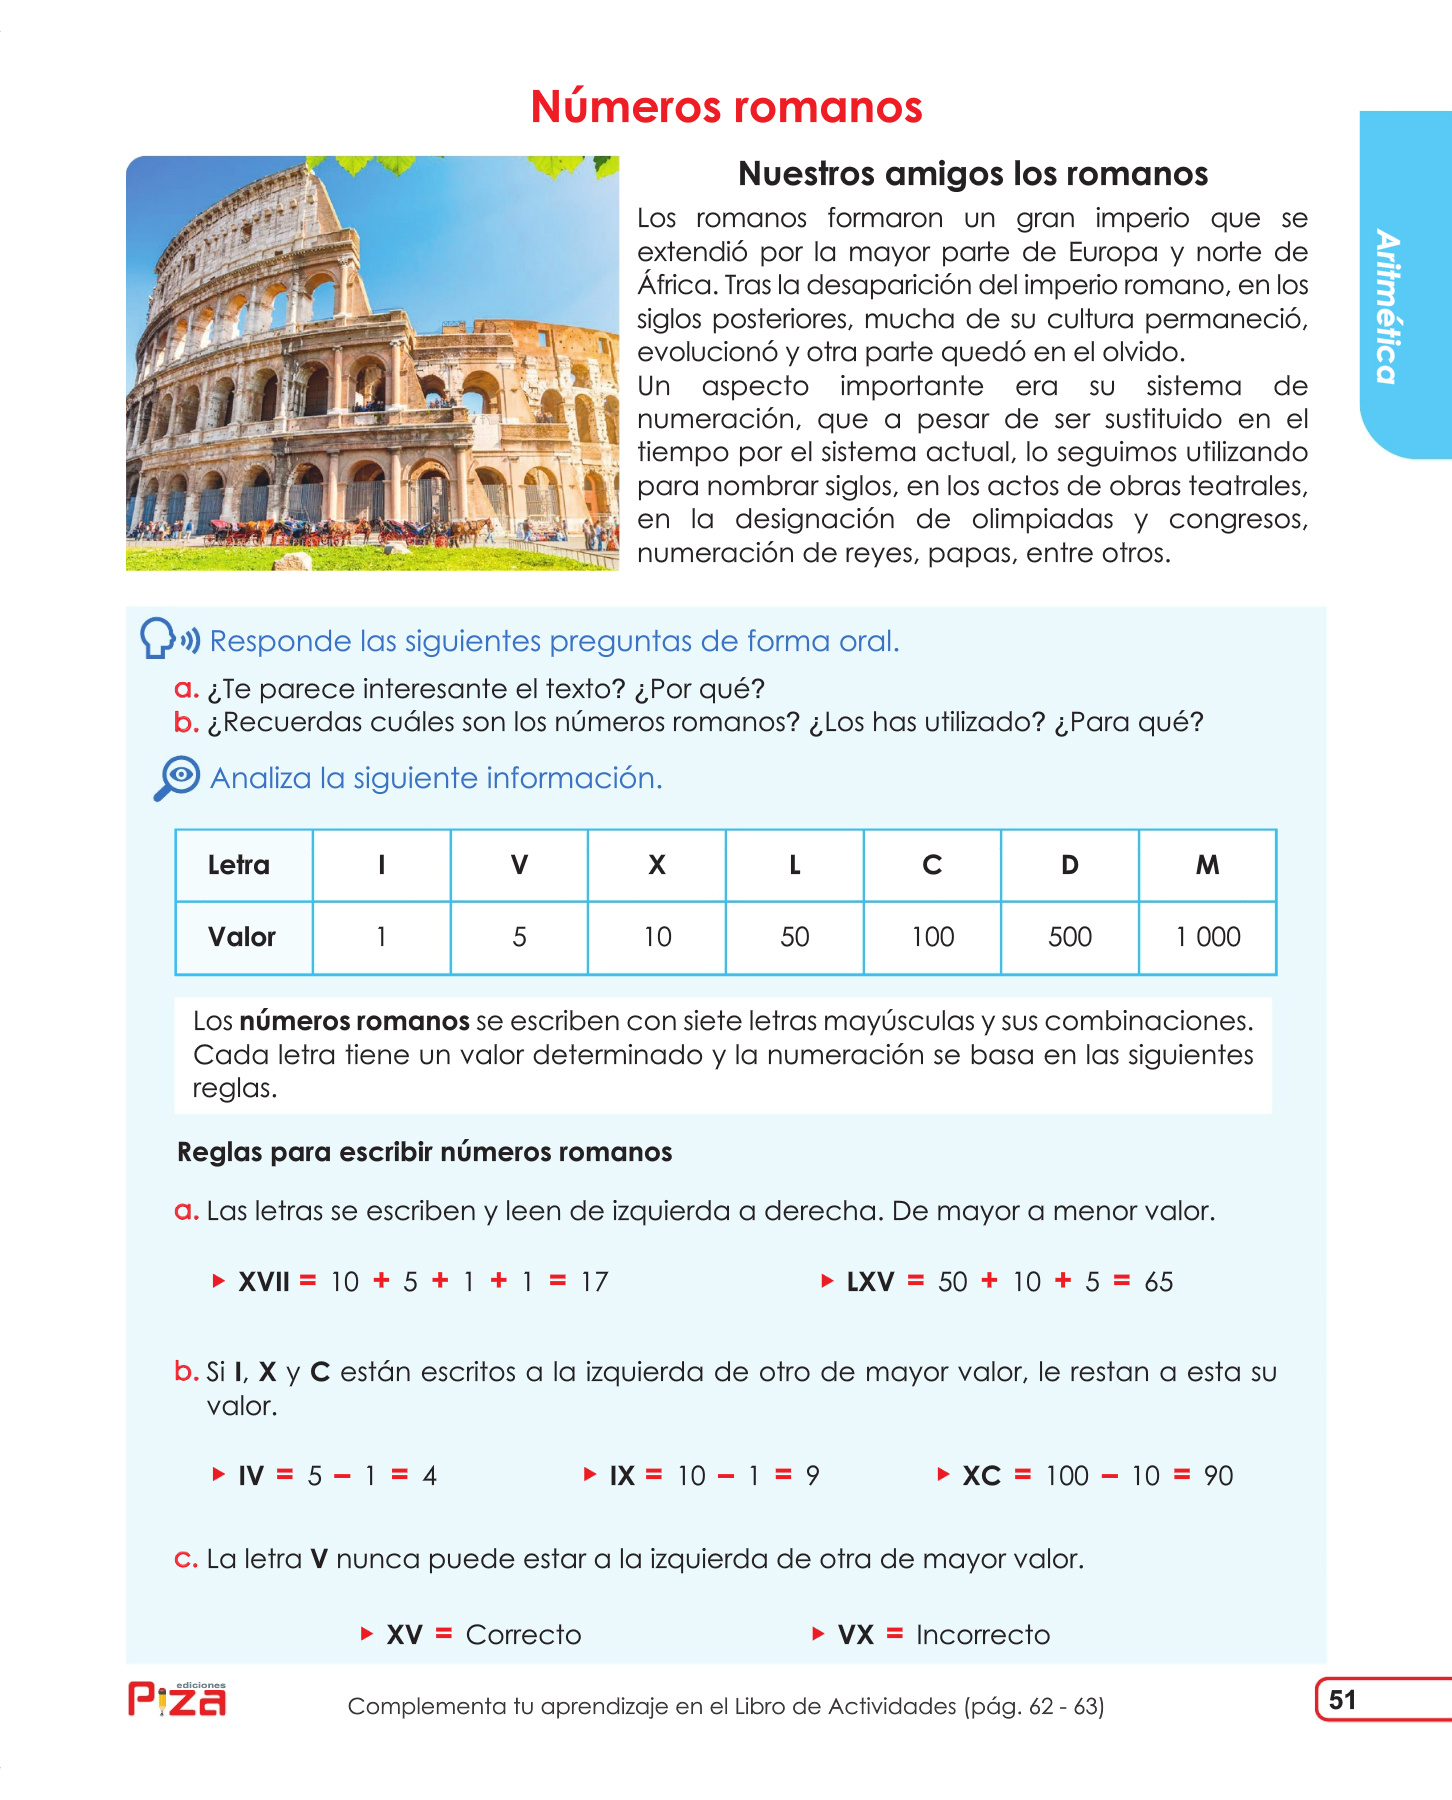 Números romanos
Nuestros amigos los romanos
Los romanos formaron un gran imperio que se
extendió por la mayor parte de Europa y norte de
África. Tras la desaparición del imperio romano, en los
siglos posteriores, mucha de su cultura permaneció,
evolucionó y otra parte quedó en el olvido.
Un aspecto importante era su sistema de
numeración, que a pesar de ser sustituido en el
tiempo por el sistema actual, lo seguimos utilizando
para nombrar siglos, en los actos de obras teatrales,
en la designación de olimpiadas y congresos,
numeración de reyes, papas, entre otros.
Aritmética
Responde las siguientes preguntas de forma oral.
a. ¿Te parece interesante el texto? ¿Por qué?
b. ¿Recuerdas cuáles son los números romanos? ¿Los has utilizado? ¿Para qué?
Analiza la siguiente información.
Letra I V X L C D M
Valor 1 5 10 50 100 500 1 000
Los números romanos se escriben con siete letras mayúsculas y sus combinaciones.
Cada letra tiene un valor determinado y la numeración se basa en las siguientes
reglas.
Reglas para escribir números romanos
a. Las letras se escriben y leen de izquierda a derecha. De mayor a menor valor.
XVII = 10 + 5 + 1 + 1 = 17 LXV = 50 + 10 + 5 = 65
b. Si I, X y C están escritos a la izquierda de otro de mayor valor, le restan a esta su
valor.
IV = 5 – 1 = 4 IX = 10 – 1 = 9 XC = 100 – 10 = 90
c. La letra V nunca puede estar a la izquierda de otra de mayor valor.
XV = Correcto VX = Incorrecto
ediciones
Piza
Complementa tu aprendizaje en el Libro de Actividades (pág. 62 - 63)
51